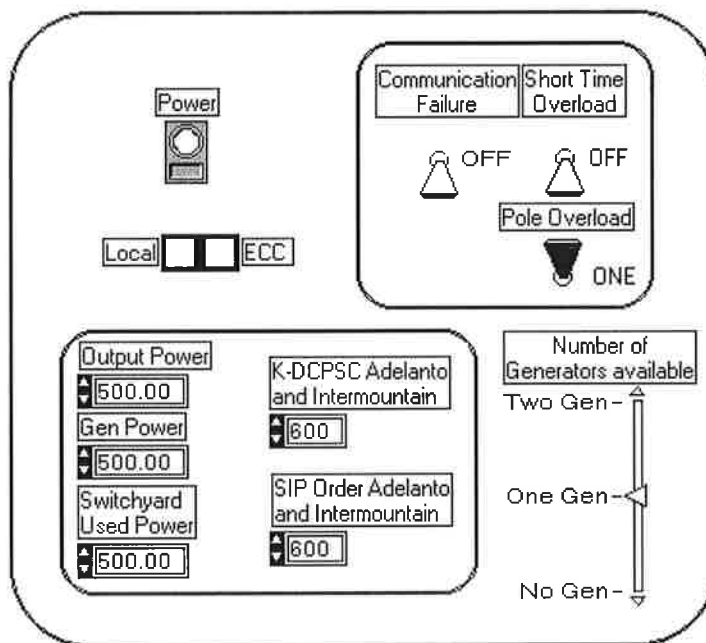 Power
Local
ECC
Communication
Failure
Short Time
Overload
OFF
OFF
Pole Overload
ONE
Output Power
500.00
Gen Power
500.00
Switchyard
Used Power
500.00
K-DCPSC Adelanto
and Intermountain
600
SIP Order Adelanto
and Intermountain
600
Number of
Generators available
Two Gen
One Gen
No Gen